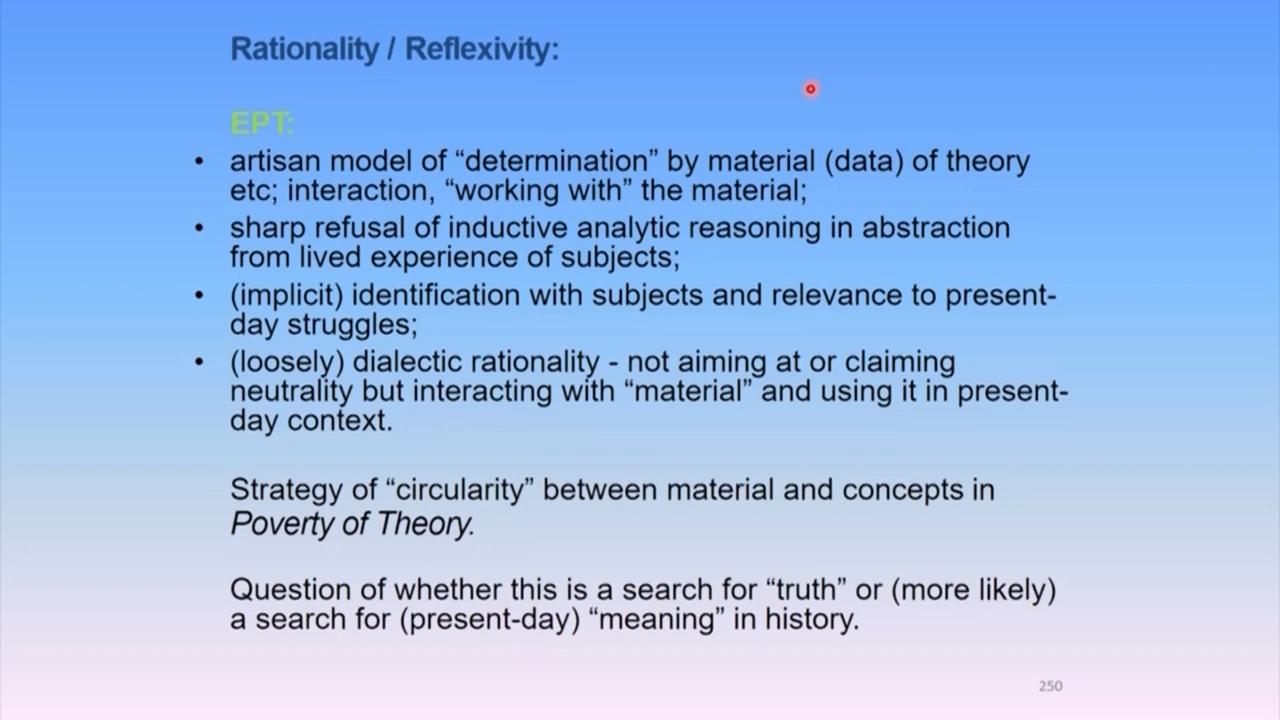 Rationality / Reflexivity:
EPT:
• artisan model of “determination” by material (data) of theory
etc; interaction, “working with” the material;
• sharp refusal of inductive analytic reasoning in abstraction
from lived experience of subjects;
• (implicit) identification with subjects and relevance to present-
day struggles;
• (loosely) dialectic rationality - not aiming at or claiming
neutrality but interacting with “material” and using it in present-
day context.
Strategy of “circularity” between material and concepts in
Poverty of Theory.
Question of whether this is a search for “truth” or (more likely)
a search for (present-day) “meaning” in history.
250